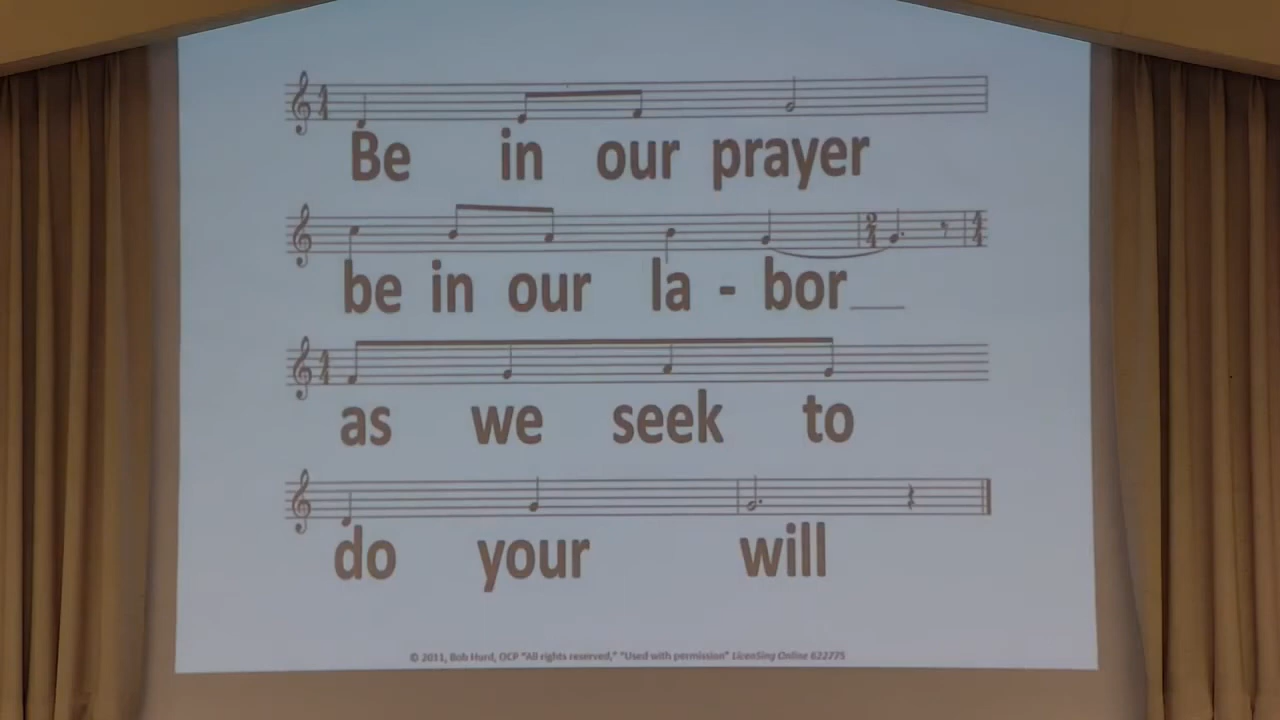 Be in our prayer
be in our la - bor__
as we seek to
do your will
© 2011, Bob Hurd, OCP "All rights reserved," "Used with permission" LicenSing Online 622775